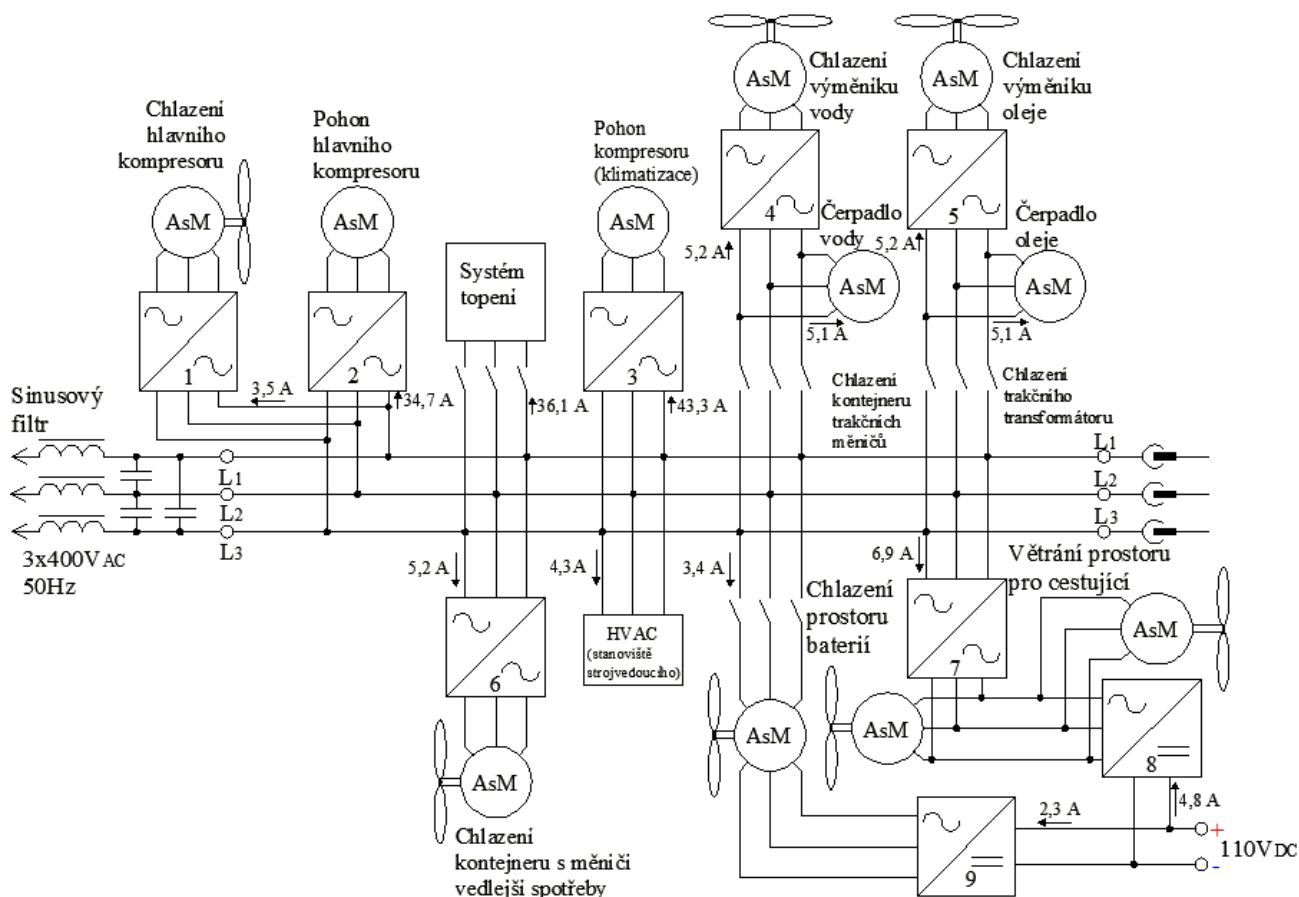 AsM
Chlazení
výměníku
vody
AsM
Chlazení
výměníku
oleje
Chlazení
hlavního
kompresoru
Pohon
hlavního
kompresoru
Pohon
kompresoru
(klimatizace)
AsM
AsM
AsM
4
5
Čerpadlo
vody
Čerpadlo
oleje
5,2 A
5,2 A
Systém
topení
AsM
AsM
5,1 A
5,1 A
1
2
3
3,5 A
34,7 A
36,1 A
43,3 A
Chlazení
kontejneru
trakčních
měničů
Chlazení
trakčního
transformátoru
Sinusový
filtr
L1
L2
L3
L1
L2
L3
3x400VAC
50Hz
5,2 A
4,3 A
3,4 A
6,9 A
Větrání prostoru
pro cestující
Chlazení
prostoru
baterií
HVAC
(stanoviště
strojvedoucího)
AsM
6
7
AsM
AsM
8
AsM
4,8 A
2,3 A
+
110VDC
-
9
Chlazení
kontejneru s měniči
vedlejší spotřeby